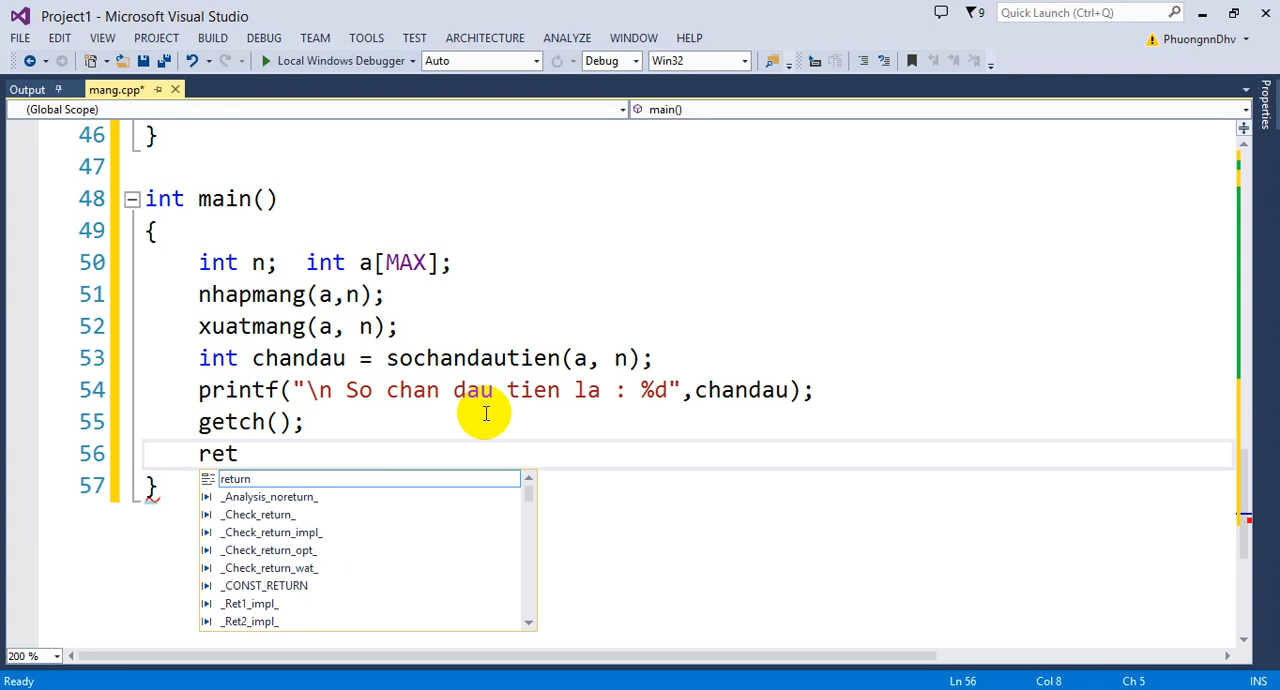 Project1 - Microsoft Visual Studio
9
Quick Launch (Ctrl+Q)
FILE EDIT VIEW PROJECT BUILD DEBUG TEAM TOOLS TEST ARCHITECTURE ANALYZE WINDOW HELP
PhuongnnDhv
Local Windows Debugger Auto Debug Win32
Output mang.cpp*
(Global Scope) main()
Properties
46 }
47
48 int main()
49 {
50 int n;  int a[MAX];
51 nhapmang(a,n);
52 xuatmang(a, n);
53 int chandau = sochandautien(a, n);
54 printf("\n So chan dau tien la : %d",chandau);
55 getch();
56 ret
57 }
return
_Analysis_noreturn_
_Check_return_
_Check_return_impl_
_Check_return_opt_
_Check_return_wat_
_CONST_RETURN
_Ret1_impl_
_Ret2_impl_
200 %
Ready Ln 56 Col 8 Ch 5 INS